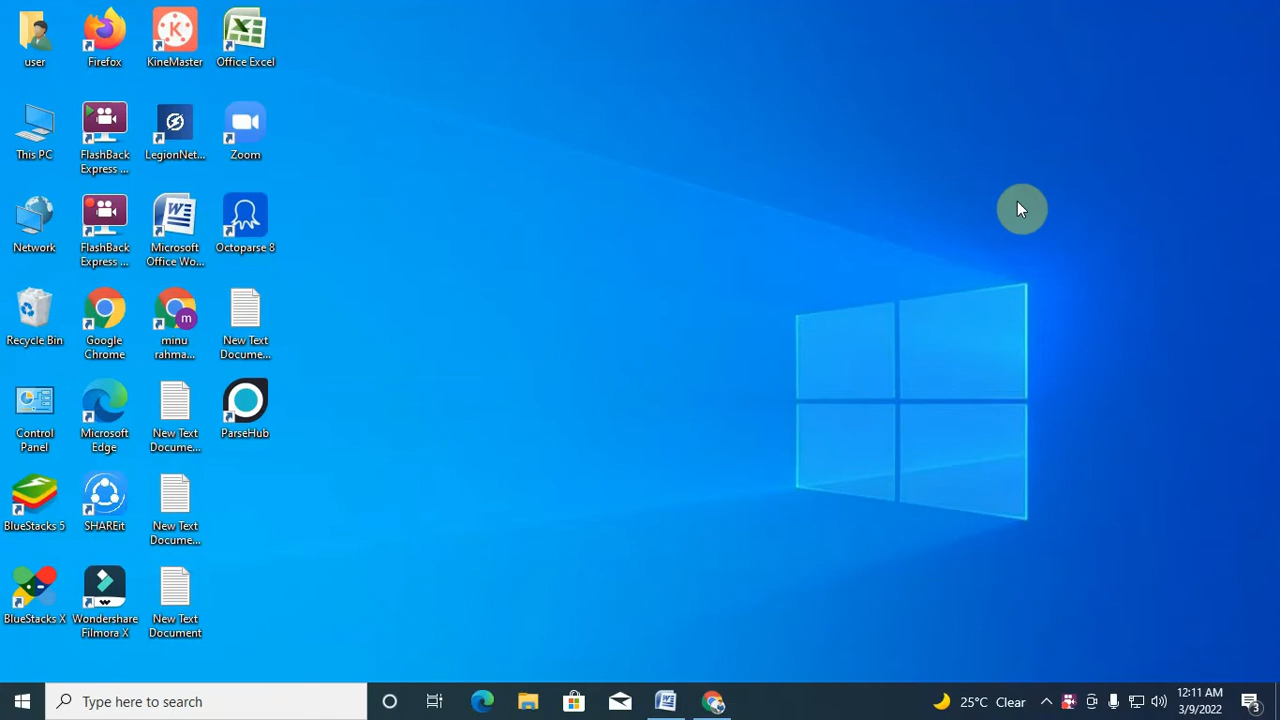 user
Firefox
KineMaster
Office Excel
This PC
FlashBack
Express ...
LegionNet...
Zoom
Network
FlashBack
Express ...
Microsoft
Office Wo...
Octoparse 8
Recycle Bin
Google
Chrome
m
minu
rahma...
New Text
Docume...
Control
Panel
Microsoft
Edge
New Text
Docume...
ParseHub
BlueStacks 5
SHAREit
New Text
Docume...
BlueStacks X
Wondershare
Filmora X
New Text
Document
Type here to search
25°C Clear
12:11 AM
3/9/2022
3